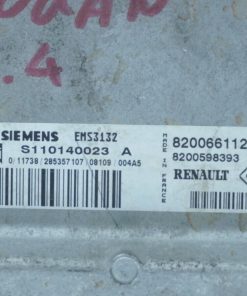 .4
SIEMENS EMS3132
S110140023 A
0/11738/285357107/08109/004A5
MADE IN FRANCE
820066112
8200598393
RENAULT